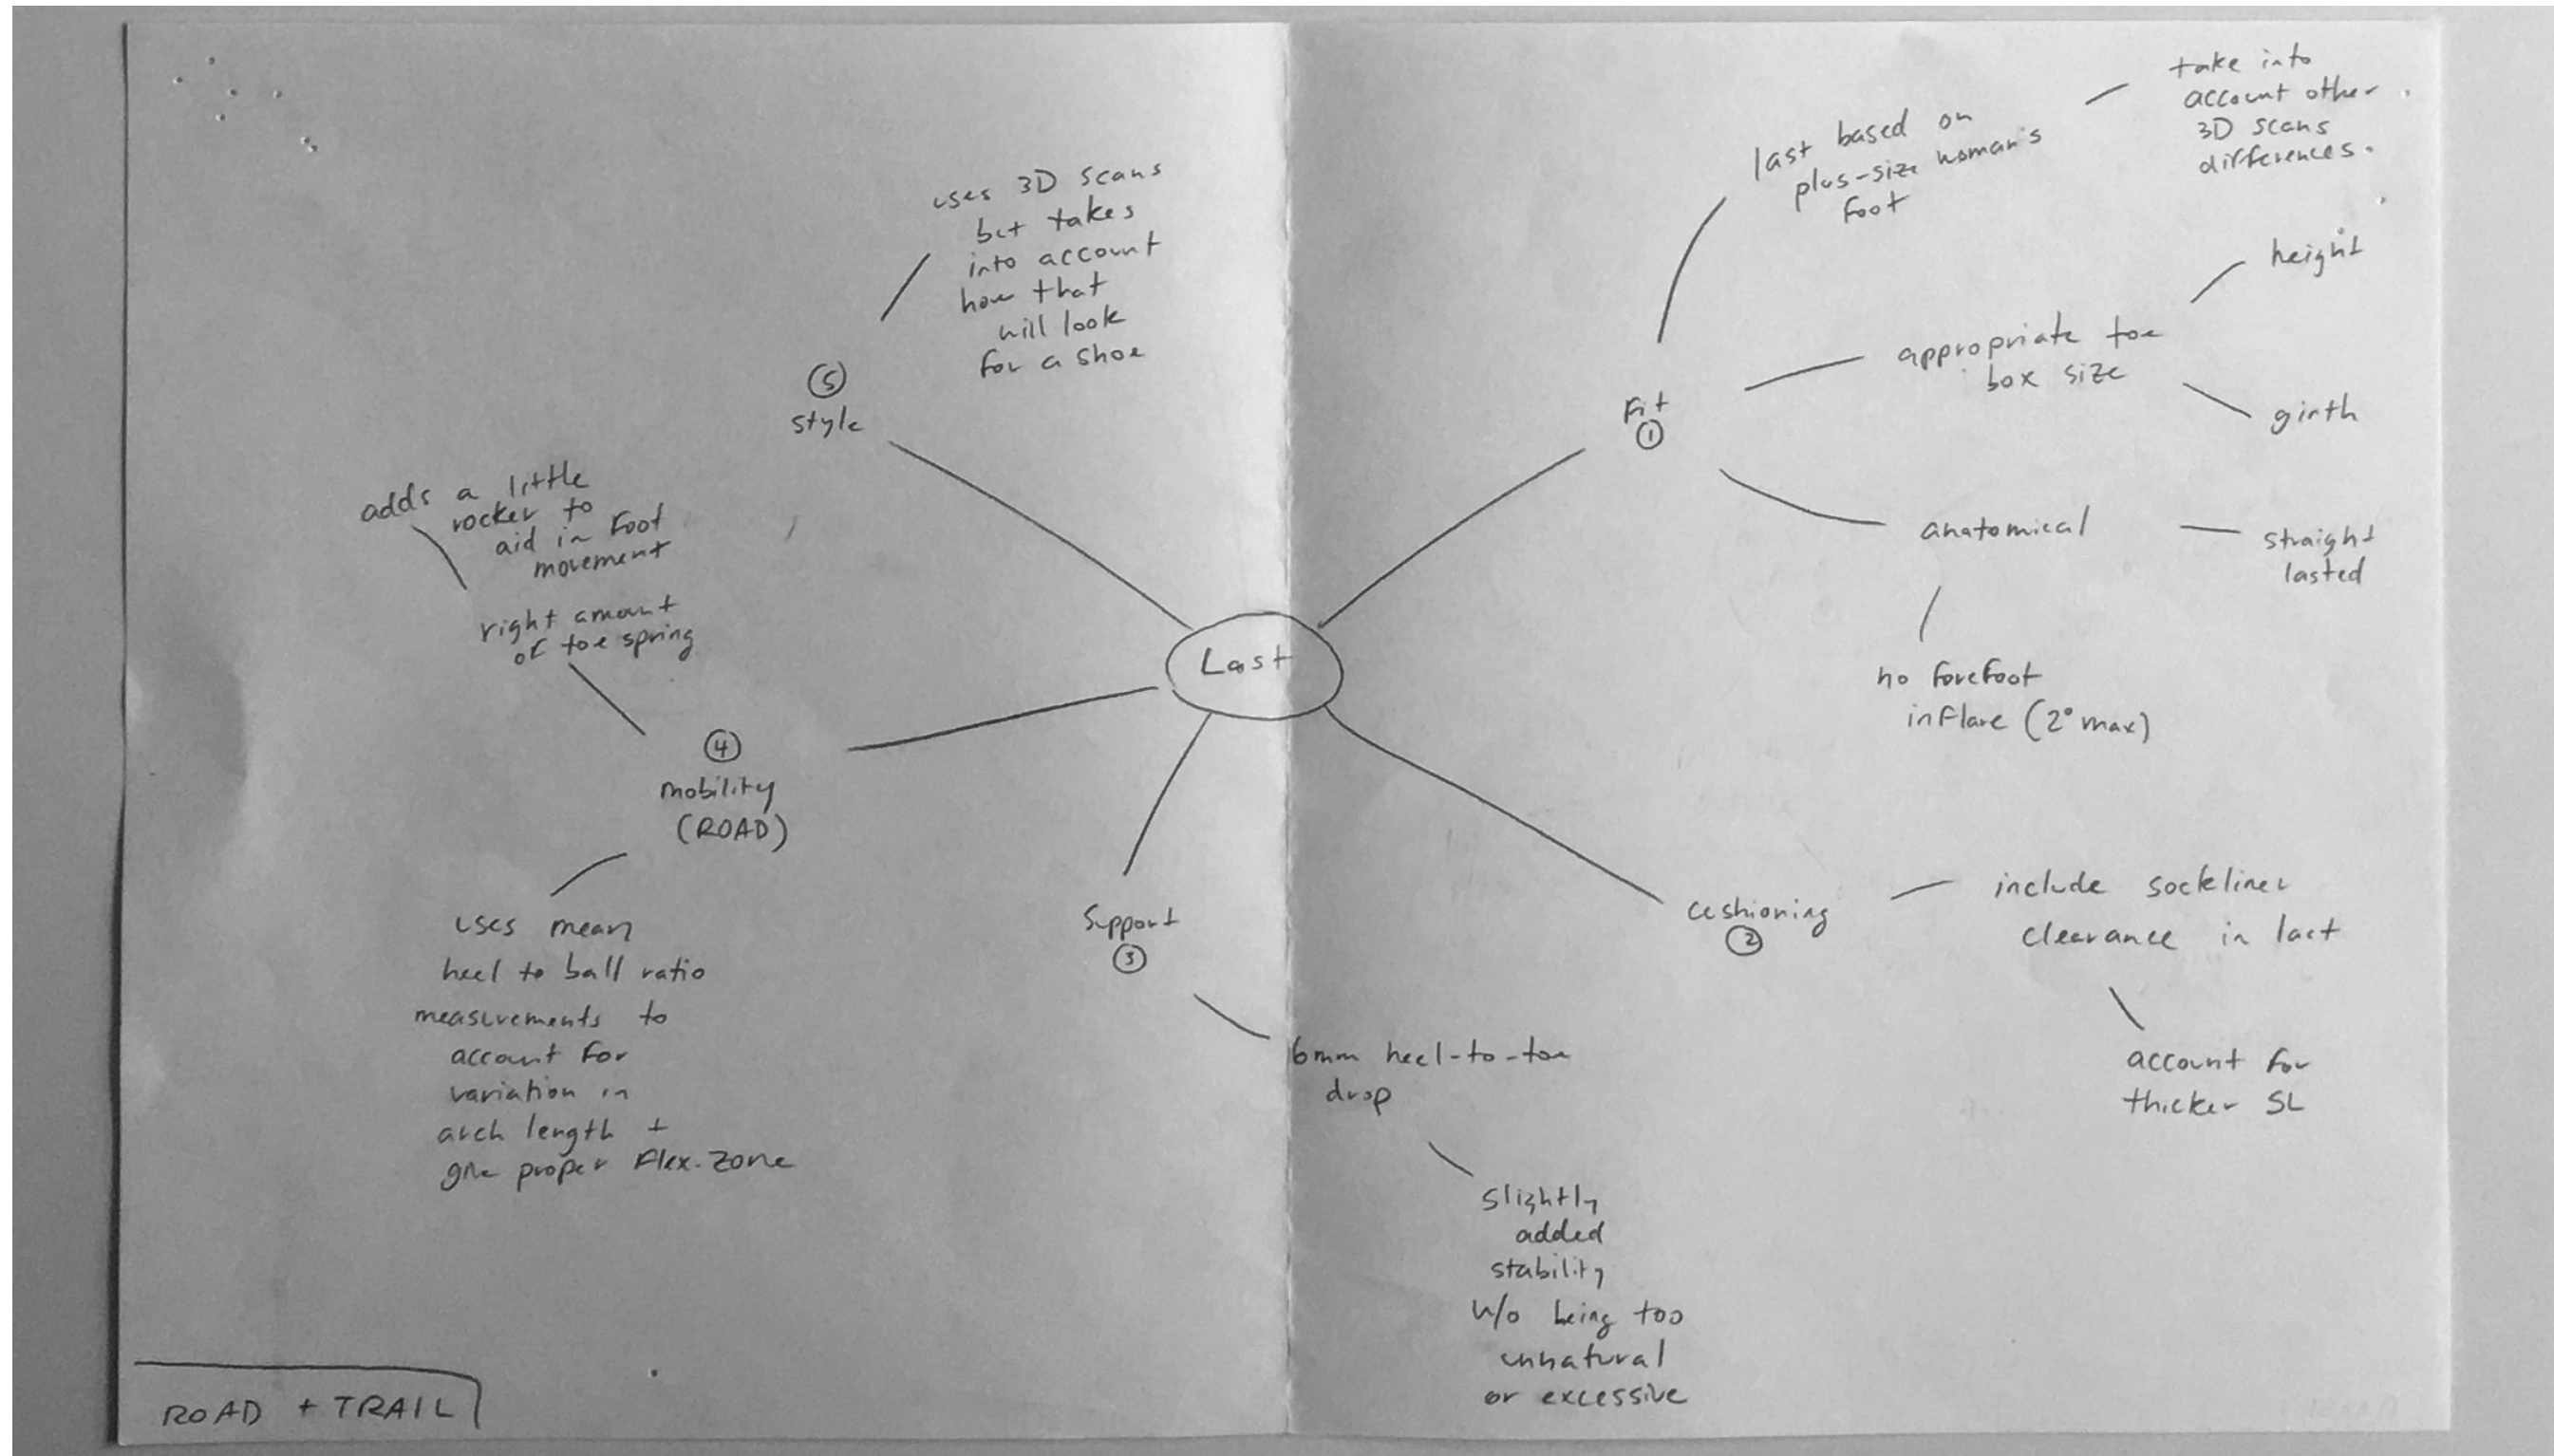 Last
Fit
①
last based on
plus-size woman's
foot
take into
account other
3D scans
differences.
appropriate toe
box size
height
girth
anatomical
straight
lasted
no forefoot
inflare (2° max)
cushioning
②
include sockliner
clearance in last
account for
thicker SL
Support
③
6mm heel-to-toe
drop
slightly
added
stability
w/o being too
unnatural
or excessive
④
mobility
(ROAD)
right amount
of toe spring
adds a little
rocker to
aid in foot
movement
uses mean
heel to ball ratio
measurements to
account for
variation in
arch length +
give proper flex-zone
⑤
style
uses 3D scans
but takes
into account
how that
will look
for a shoe
ROAD + TRAIL